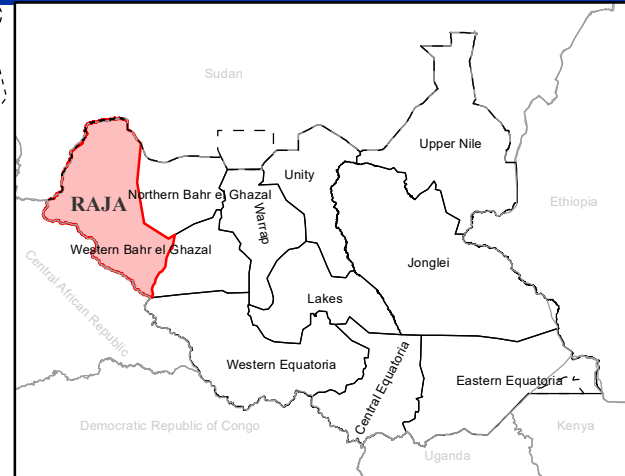 Sudan
Upper Nile
Unity
Northern Bahr el Ghazal
RAJA
Warrap
Ethiopia
Western Bahr el Ghazal
Jonglei
Central African Republic
Lakes
Western Equatoria
Central Equatoria
Eastern Equatoria
Democratic Republic of Congo
Kenya
Uganda